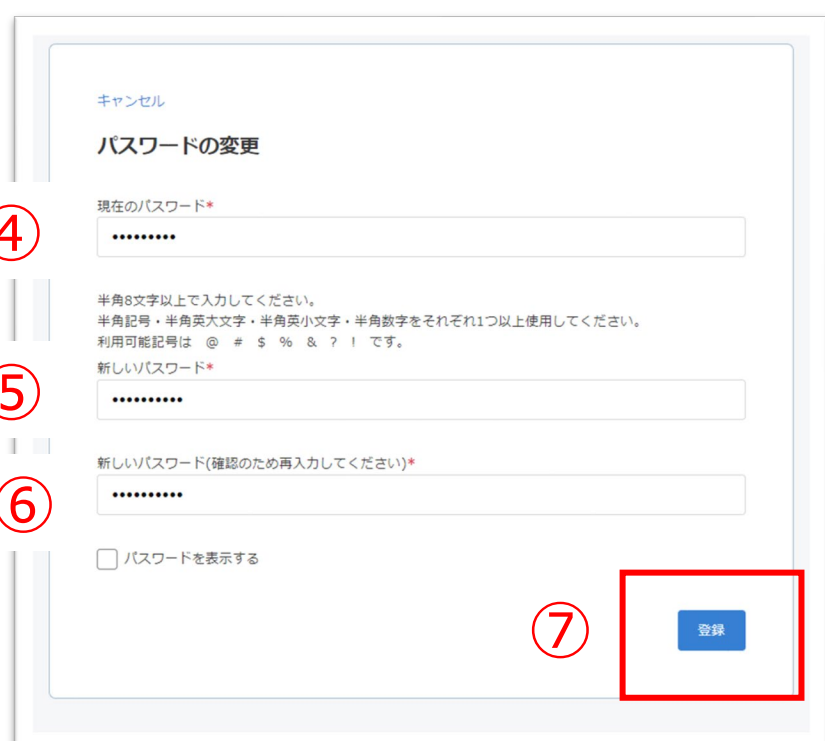 キャンセル
パスワードの変更
現在のパスワード*
④
•••••••••
半角8文字以上で入力してください。
半角記号・半角英大文字・半角英小文字・半角数字をそれぞれ1つ以上使用してください。
利用可能記号は @ # $ % & ? ! です。
新しいパスワード*
⑤
••••••••••
新しいパスワード(確認のため再入力してください)*
⑥
••••••••••
パスワードを表示する
⑦
登録